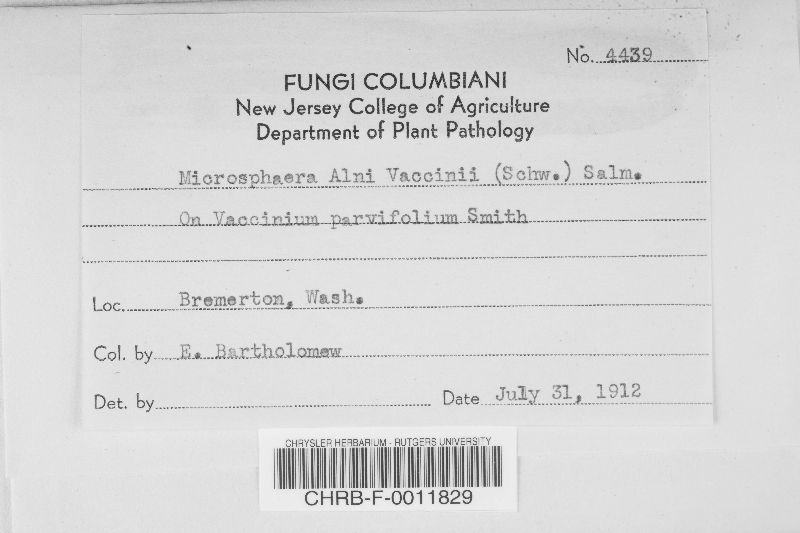 No. 4439
FUNGI COLUMBIANI
New Jersey College of Agriculture
Department of Plant Pathology
Microsphaera Alni Vaccinii (Schw.) Salm.
On Vaccinium parvifolium Smith
Loc. Bremerton, Wash.
Col. by E. Bartholomew
Det. by Date July 31, 1912
CHRYSLER HERBARIUM - RUTGERS UNIVERSITY
CHRB-F-0011829